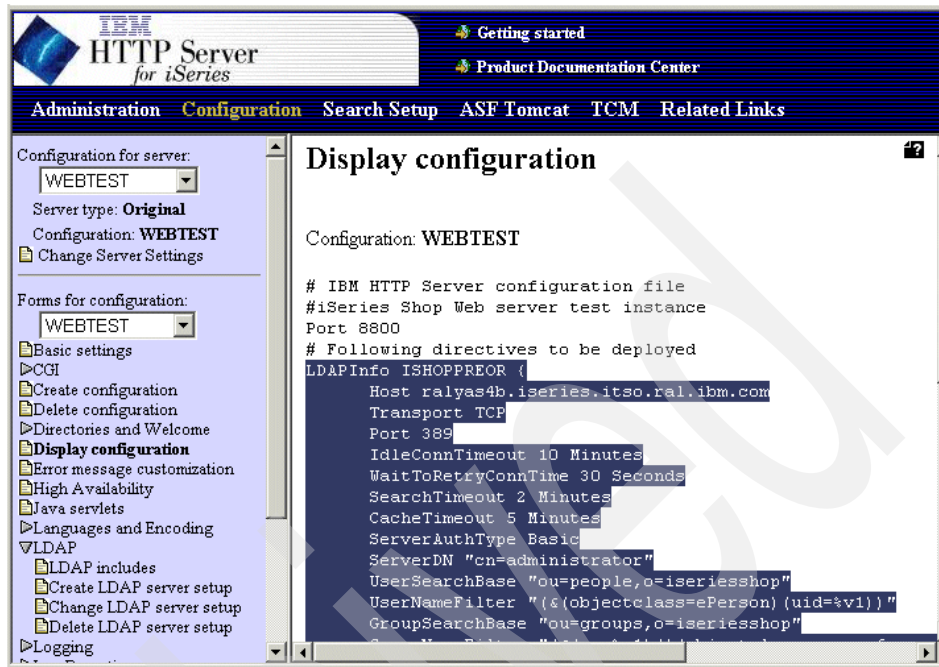 IBM
HTTP Server
for iSeries
Getting started
Product Documentation Center
Administration Configuration Search Setup ASF Tomcat TCM Related Links
Configuration for server:
WEBTEST
Server type: Original
Configuration: WEBTEST
Change Server Settings
Forms for configuration:
WEBTEST
Basic settings
CGI
Create configuration
Delete configuration
Directories and Welcome
Display configuration
Error message customization
High Availability
Java servlets
Languages and Encoding
LDAP
LDAP includes
Create LDAP server setup
Change LDAP server setup
Delete LDAP server setup
Logging
Display configuration
Configuration: WEBTEST
# IBM HTTP Server configuration file
#iSeries Shop Web server test instance
Port 8800
# Following directives to be deployed
LDAPInfo ISHOPPREOR {
Host ralyas4b.iseries.itso.ral.ibm.com
Transport TCP
Port 389
IdleConnTimeout 10 Minutes
WaitToRetryConnTime 30 Seconds
SearchTimeout 2 Minutes
CacheTimeout 5 Minutes
ServerAuthType Basic
ServerDN "cn=administrator"
UserSearchBase "ou=people,o=iseriesshop"
UserNameFilter "(&(objectclass=ePerson)(uid=%v1))"
GroupSearchBase "ou=groups,o=iseriesshop"